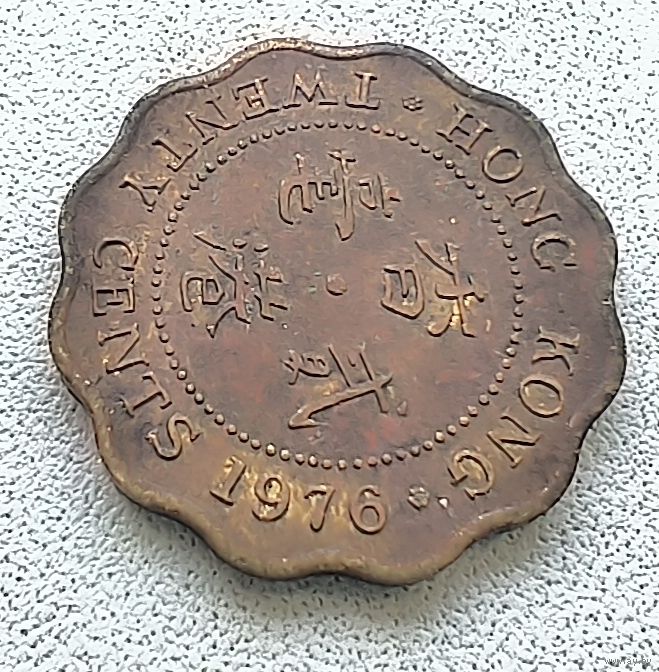 HONG KONG
香港
貳毫
TWENTY CENTS 1976